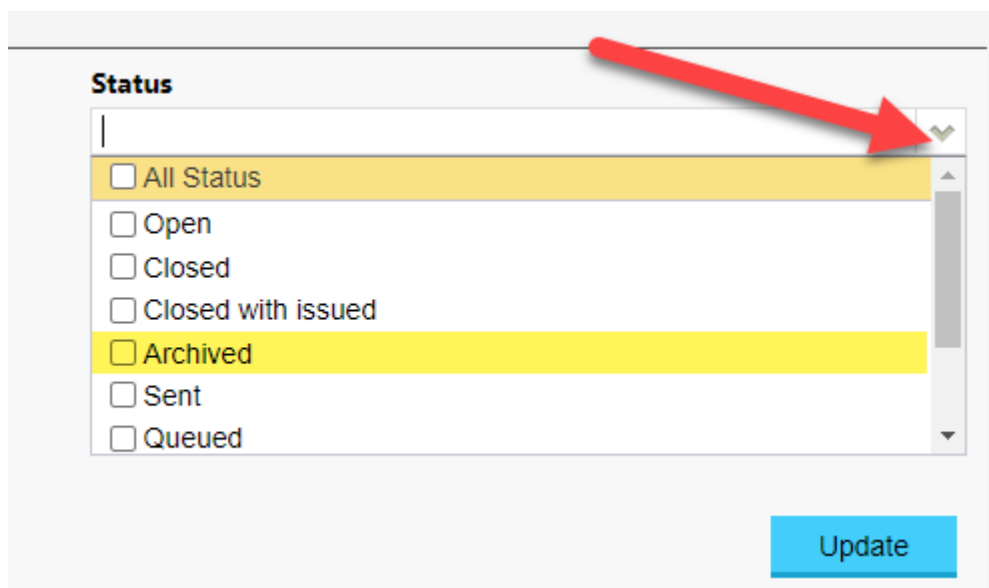 Status
All Status
Open
Closed
Closed with issued
Archived
Sent
Queued
Update